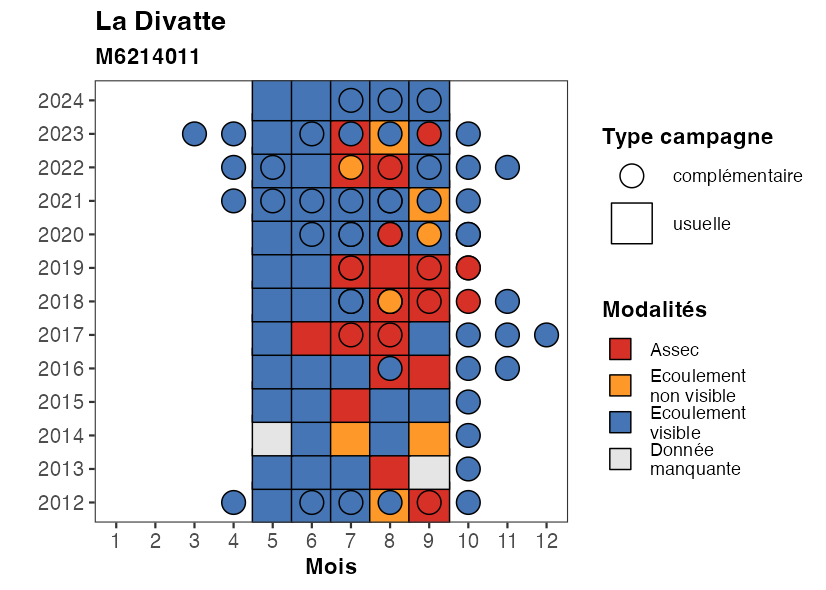 La Divatte
M6214011
2024
2023
2022
2021
2020
2019
2018
2017
2016
2015
2014
2013
2012
1 2 3 4 5 6 7 8 9 10 11 12
Mois
Type campagne
complémentaire
usuelle
Modalités
Assec
Ecoulement
non visible
Ecoulement
visible
Donnée
manquante